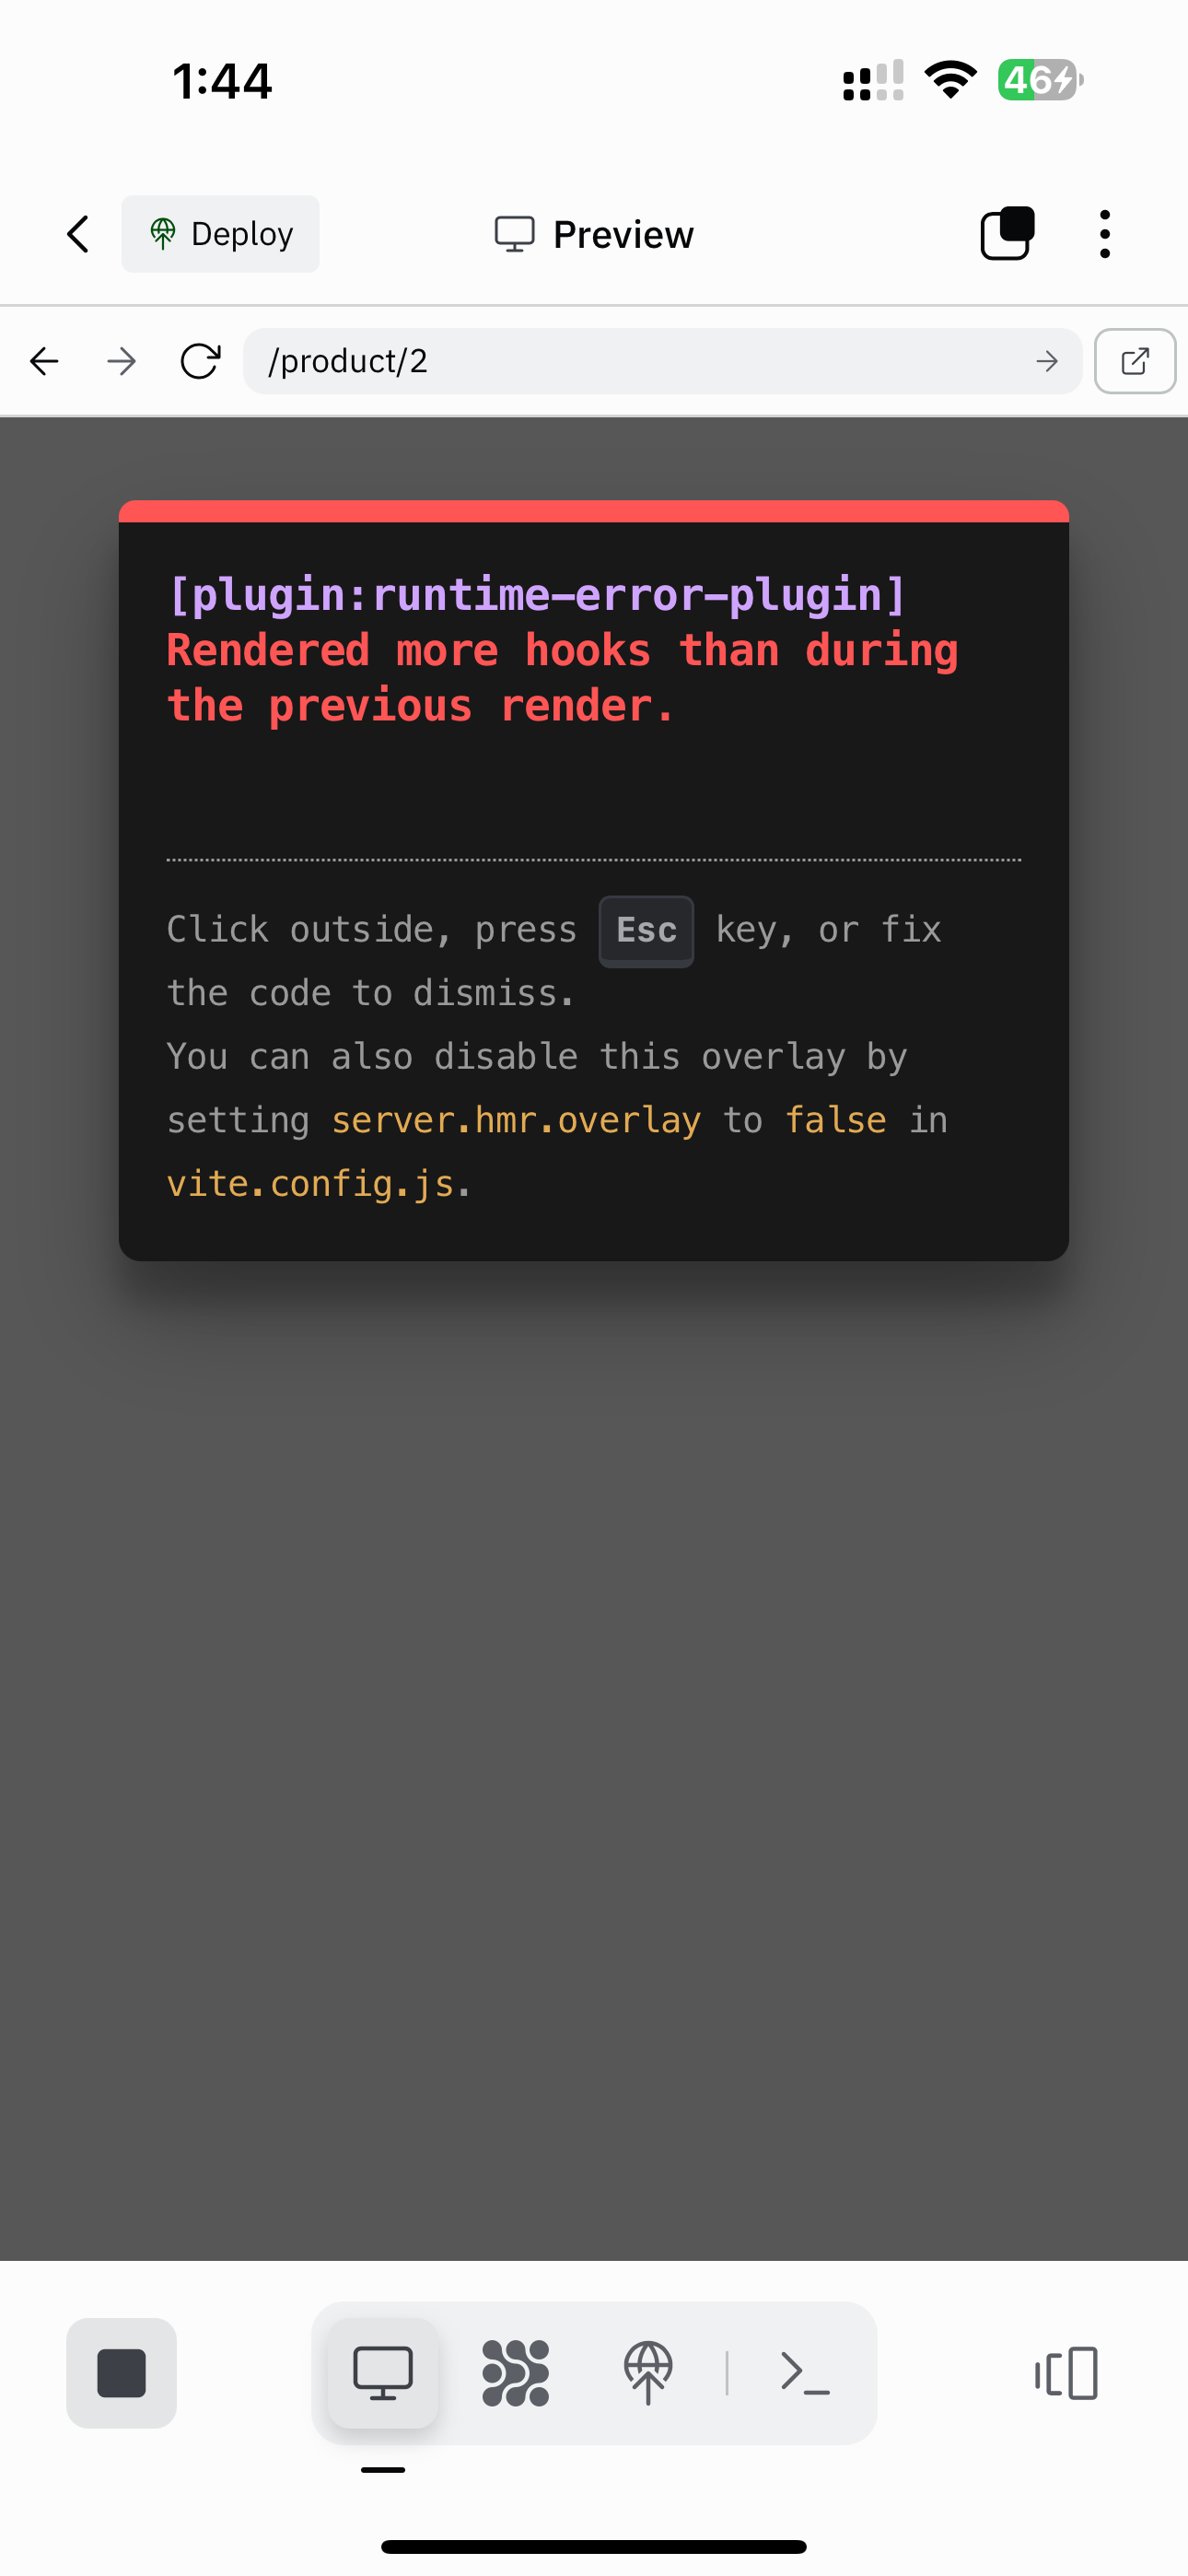 1:44
46
Deploy
Preview
/product/2
[plugin:runtime-error-plugin]
Rendered more hooks than during
the previous render.
Click outside, press Esc key, or fix
the code to dismiss.
You can also disable this overlay by
setting server.hmr.overlay to false in
vite.config.js.